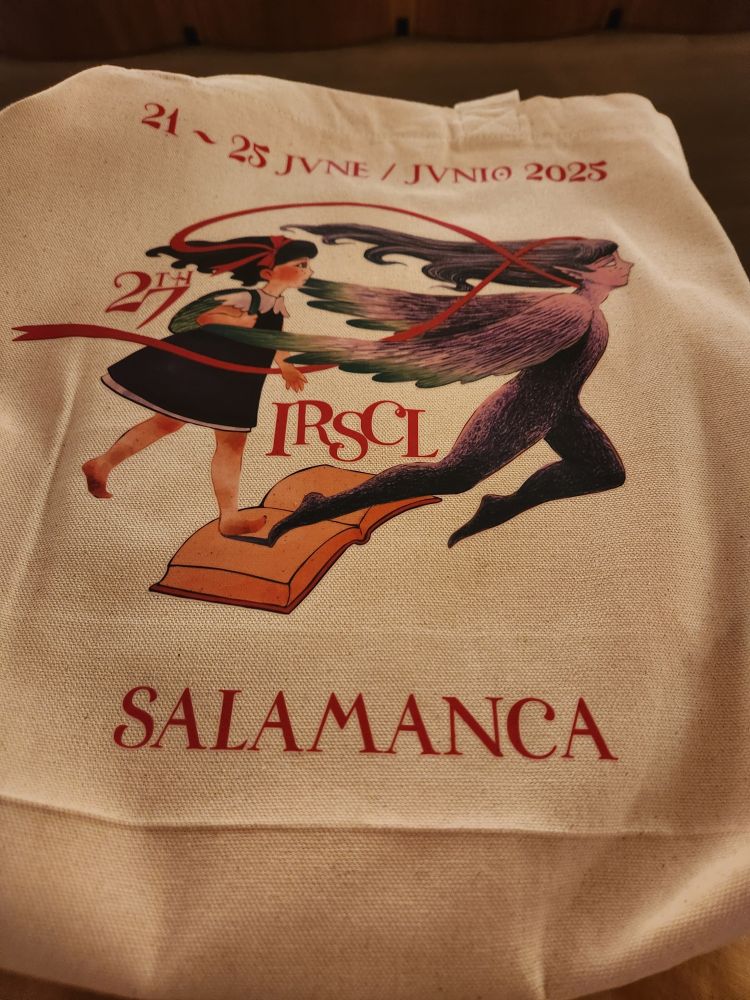 21 ~ 25 JVNE / JVNIO 2025
27TH
IRSCL
SALAMANCA